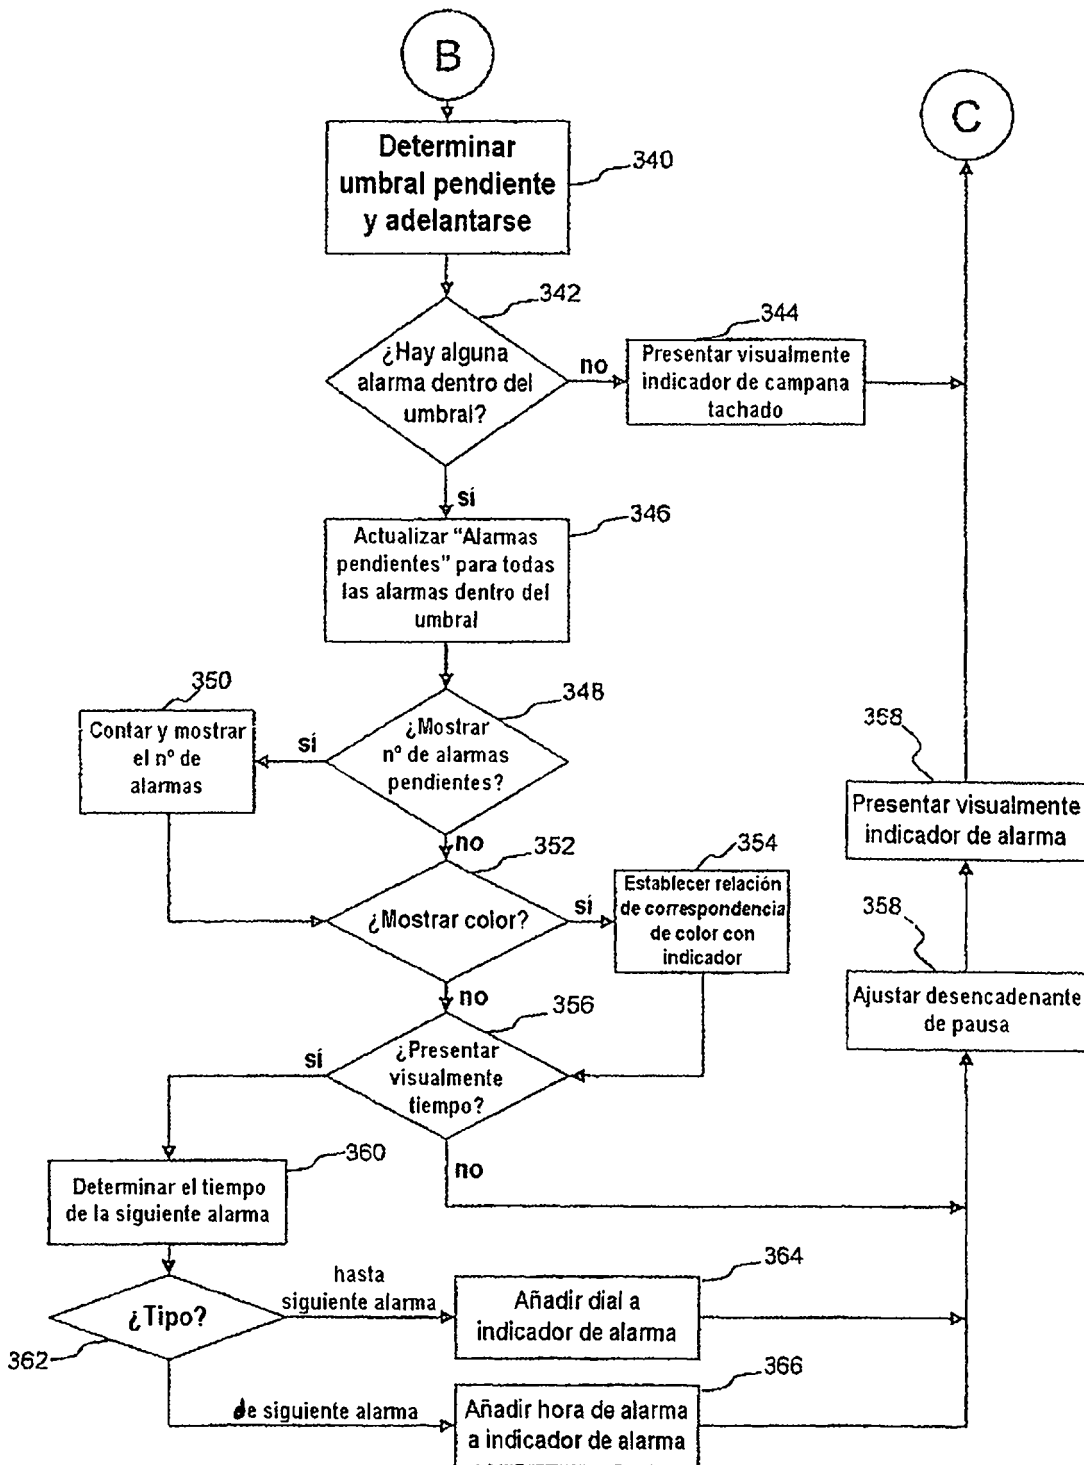 B
C
Determinar
umbral pendiente
y adelantarse
340
342
¿Hay alguna
alarma dentro del
umbral?
no
344
Presentar visualmente
indicador de campana
tachado
sí
346
Actualizar “Alarmas
pendientes” para todas
las alarmas dentro del
umbral
348
¿Mostrar
nº de alarmas
pendientes?
sí
350
Contar y mostrar
el nº de
alarmas
no
352
¿Mostrar color?
sí
354
Establecer relación
de correspondencia
de color con
indicador
no
356
¿Presentar
visualmente
tiempo?
sí
no
368
Presentar visualmente
indicador de alarma
358
Ajustar desencadenante
de pausa
360
Determinar el tiempo
de la siguiente alarma
¿Tipo?
362
hasta
siguiente alarma
364
Añadir dial a
indicador de alarma
de siguiente alarma
366
Añadir hora de alarma
a indicador de alarma